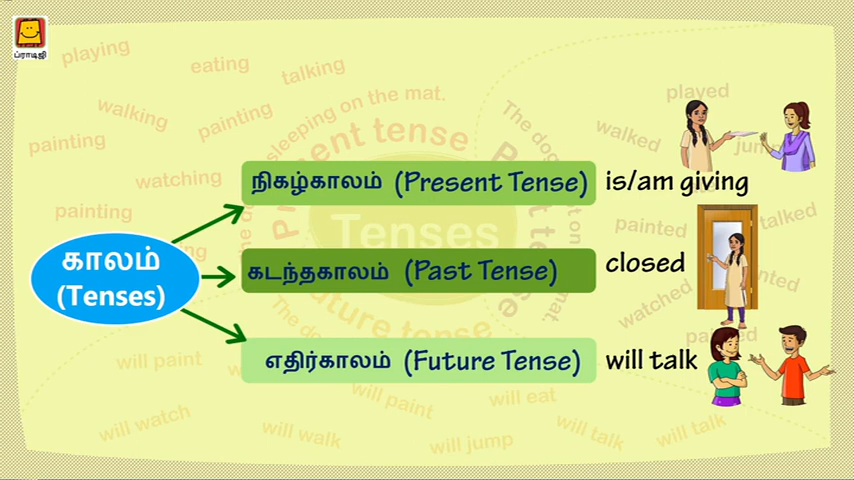 ப்ராடிஜி
playing
eating
talking
walking
painting
painting
watching
painting
sleeping on the mat.
Present tense
The dog
played
walked
jump
painted
talked
watched
Tenses
Future tense
will paint
will paint
will eat
will watch
will walk
will jump
will talk
will talk
காலம்
(Tenses)
நிகழ்காலம் (Present Tense) is/am giving
கடந்தகாலம் (Past Tense) closed
எதிர்காலம் (Future Tense) will talk